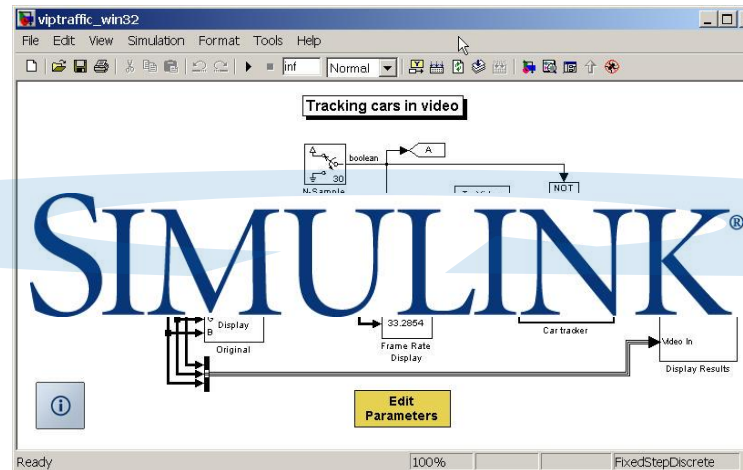 viptraffic_win32
File Edit View Simulation Format Tools Help
inf Normal
Tracking cars in video
boolean
A
30
N-Sample
NOT
SIMULINK®
G
Display
B
Original
33.2854
Frame Rate
Display
Car tracker
Video In
Display Results
Edit
Parameters
Ready 100% FixedStepDiscrete